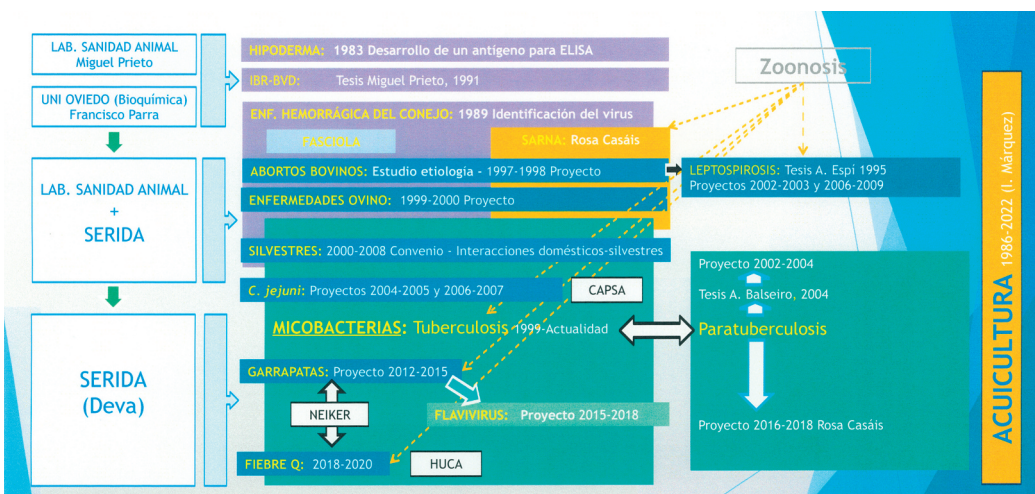 LAB. SANIDAD ANIMAL
Miguel Prieto
UNI OVIEDO (Bioquímica)
Francisco Parra
LAB. SANIDAD ANIMAL
+
SERIDA
SERIDA
(Deva)
HIPODERMA: 1983 Desarrollo de un antígeno para ELISA
IBR-BVD: Tesis Miguel Prieto, 1991
ENF. HEMORRÁGICA DEL CONEJO: 1989 Identificación del virus
FASCIOLA
SARNA: Rosa Casáis
ABORTOS BOVINOS: Estudio etiologia - 1997-1998 Proyecto
ENFERMEDADES OVINO: 1999-2000 Proyecto
SILVESTRES: 2000-2008 Convenio - Interacciones domésticos-silvestres
C. jejuni: Proyectos 2004-2005 y 2006-2007
CAPSA
MICOBACTERIAS: Tuberculosis 1999-Actualidad
GARRAPATAS: Proyecto 2012-2015
NEIKER
FLAVIVIRUS: Proyecto 2015-2018
FIEBRE Q: 2018-2020
HUCA
Zoonosis
LEPTOSPIROSIS: Tesis A. Espí 1995
Proyectos 2002-2003 y 2006-2009
Proyecto 2002-2004
Tesis A. Balseiro, 2004
Paratuberculosis
Proyecto 2016-2018 Rosa Casáis
ACUICULTURA 1986-2022 (I. Márquez)